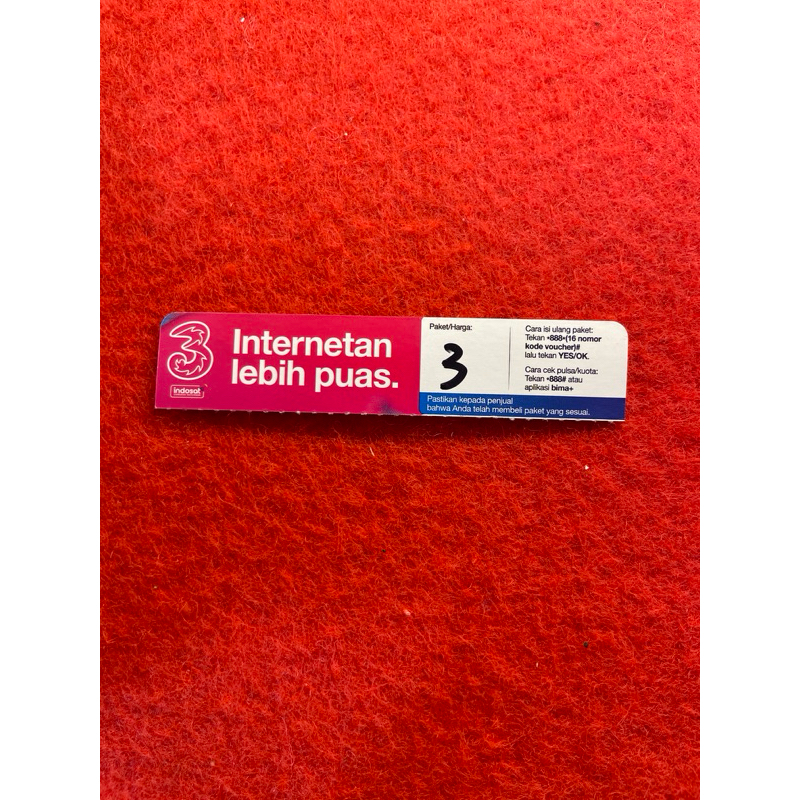 3
indosat
Internetan
lebih puas.
Paket/Harga:
3
Cara isi ulang paket:
Tekan *888*(16 nomor
kode voucher)#
lalu tekan YES/OK.
Cara cek pulsa/kuota:
Tekan *888# atau
aplikasi bima+
Pastikan kepada penjual
bahwa Anda telah membeli paket yang sesuai.